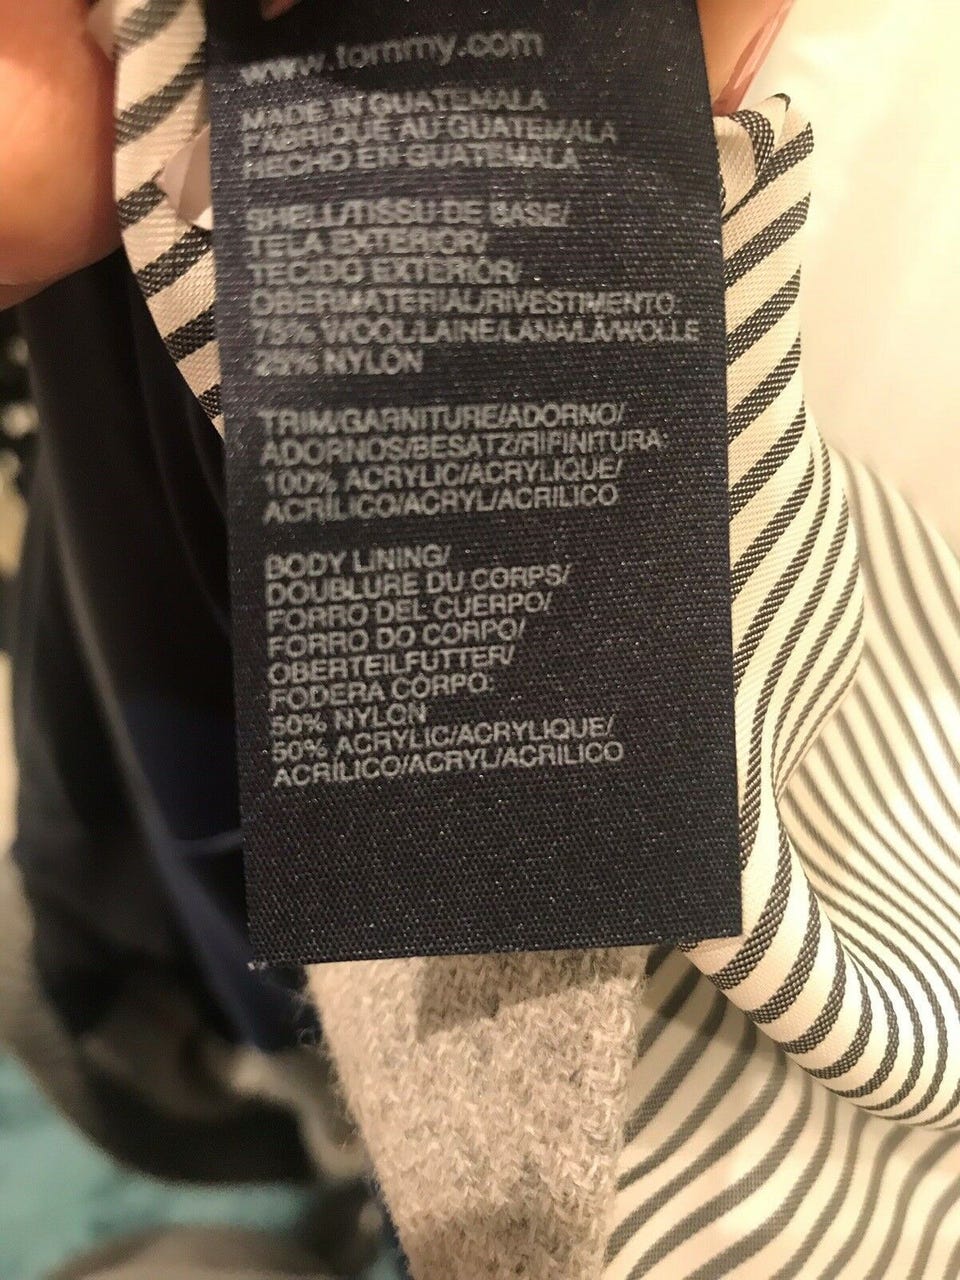 www.tommy.com
MADE IN GUATEMALA
FABRIQUE AU GUATEMALA
HECHO EN GUATEMALA
SHELL/TISSU DE BASE/
TELA EXTERIOR/
TECIDO EXTERIOR/
OBERMATERIAL/RIVESTIMENTO:
75% WOOL/LAINE/LANA/LÃ/WOLLE
25% NYLON
TRIM/GARNITURE/ADORNO/
ADORNOS/BESATZ/RIFINITURA:
100% ACRYLIC/ACRYLIQUE/
ACRÍLICO/ACRYL/ACRILICO
BODY LINING/
DOUBLURE DU CORPS/
FORRO DEL CUERPO/
FORRO DO CORPO/
OBERTEILFUTTER/
FODERA CORPO:
50% NYLON
50% ACRYLIC/ACRYLIQUE/
ACRÍLICO/ACRYL/ACRILICO